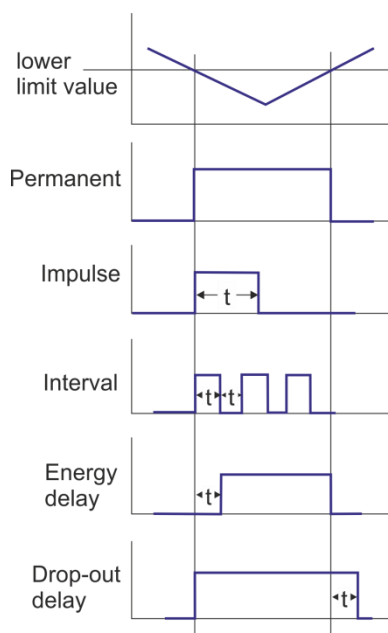 lower
limit value
Permanent
Impulse
t
Interval
t t
Energy
delay
t
Drop-out
delay
t